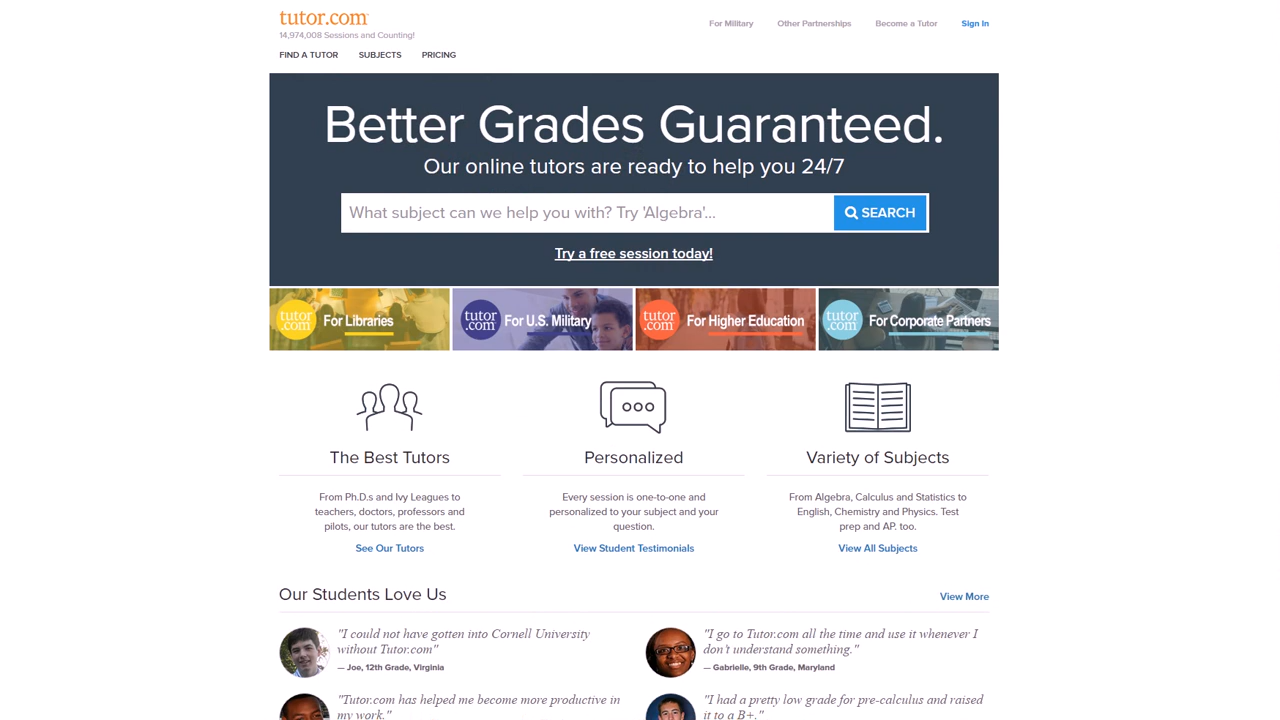 tutor.com
14,974,008 Sessions and Counting!
For Military
Other Partnerships
Become a Tutor
Sign In
FIND A TUTOR
SUBJECTS
PRICING
Better Grades Guaranteed.
Our online tutors are ready to help you 24/7
What subject can we help you with? Try 'Algebra'...
SEARCH
Try a free session today!
tutor
.com
For Libraries
tutor
.com
For U.S. Military
tutor
.com
For Higher Education
tutor
.com
For Corporate Partners
The Best Tutors
From Ph.D.s and Ivy Leagues to
teachers, doctors, professors and
pilots, our tutors are the best.
See Our Tutors
Personalized
Every session is one-to-one and
personalized to your subject and your
question.
View Student Testimonials
Variety of Subjects
From Algebra, Calculus and Statistics to
English, Chemistry and Physics. Test
prep and AP. too.
View All Subjects
Our Students Love Us
View More
"I could not have gotten into Cornell University
without Tutor.com"
— Joe, 12th Grade, Virginia
"I go to Tutor.com all the time and use it whenever I
don't understand something."
— Gabrielle, 9th Grade, Maryland
"Tutor.com has helped me become more productive in
my work."
"I had a pretty low grade for pre-calculus and raised
it to a B+."